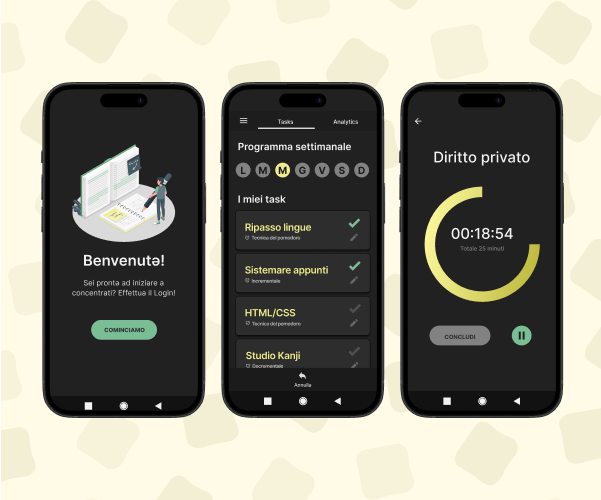 Benvenutə!
Sei prontə ad iniziare a
concentrati? Effettua il Login!
COMINCIAMO
Tasks
Analytics
Programma settimanale
L M M G V S D
I miei task
Ripasso lingue
Tecnica del pomodoro
Sistemare appunti
Incrementale
HTML/CSS
Tecnica del pomodoro
Studio Kanji
Decrementale
Annulla
Diritto privato
00:18:54
Totale 25 minuti
CONCLUDI